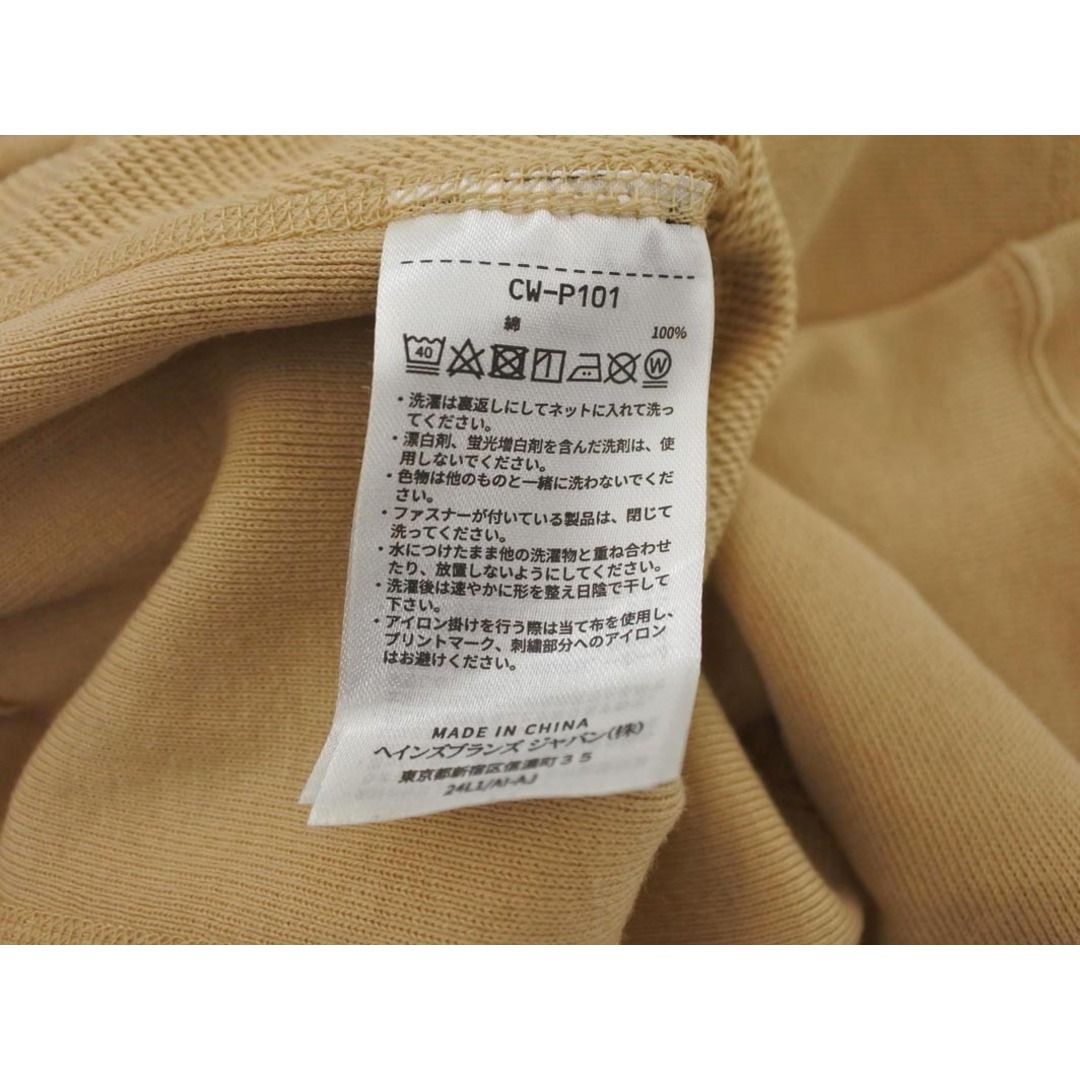 CW-P101
綿 100%
40 W
・洗濯は裏返しにしてネットに入れて洗っ
てください。
・漂白剤、蛍光増白剤を含んだ洗剤は、使
用しないでください。
・色物は他のものと一緒に洗わないでくだ
さい。
・ファスナーが付いている製品は、閉じて
洗ってください。
・水につけたまま他の洗濯物と重ね合わせ
たり、放置しないようにしてください。
・洗濯後は速やかに形を整え日陰で干して
下さい。
・アイロン掛けを行う際は当て布を使用し、
プリントマーク、刺繍部分へのアイロン
はお避けください。
MADE IN CHINA
ヘインズブランズ ジャパン(株)
東京都新宿区信濃町35
24L1/AI-AJ